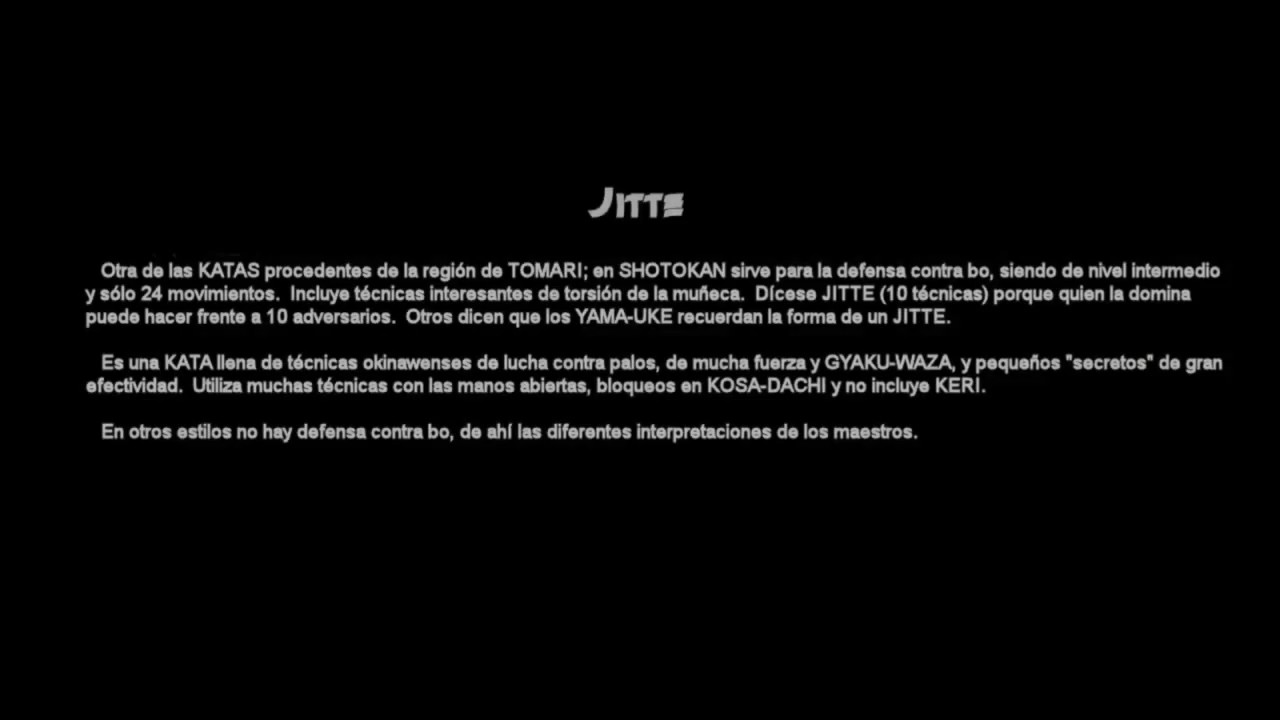 JITTE
Otra de las KATAS procedentes de la región de TOMARI; en SHOTOKAN sirve para la defensa contra bo, siendo de nivel intermedio
y sólo 24 movimientos.  Incluye técnicas interesantes de torsión de la muñeca.  Dícese JITTE (10 técnicas) porque quien la domina
puede hacer frente a 10 adversarios.  Otros dicen que los YAMA-UKE recuerdan la forma de un JITTE.
Es una KATA llena de técnicas okinawenses de lucha contra palos, de mucha fuerza y GYAKU-WAZA, y pequeños "secretos" de gran
efectividad.  Utiliza muchas técnicas con las manos abiertas, bloqueos en KOSA-DACHI y no incluye KERI.
En otros estilos no hay defensa contra bo, de ahí las diferentes interpretaciones de los maestros.